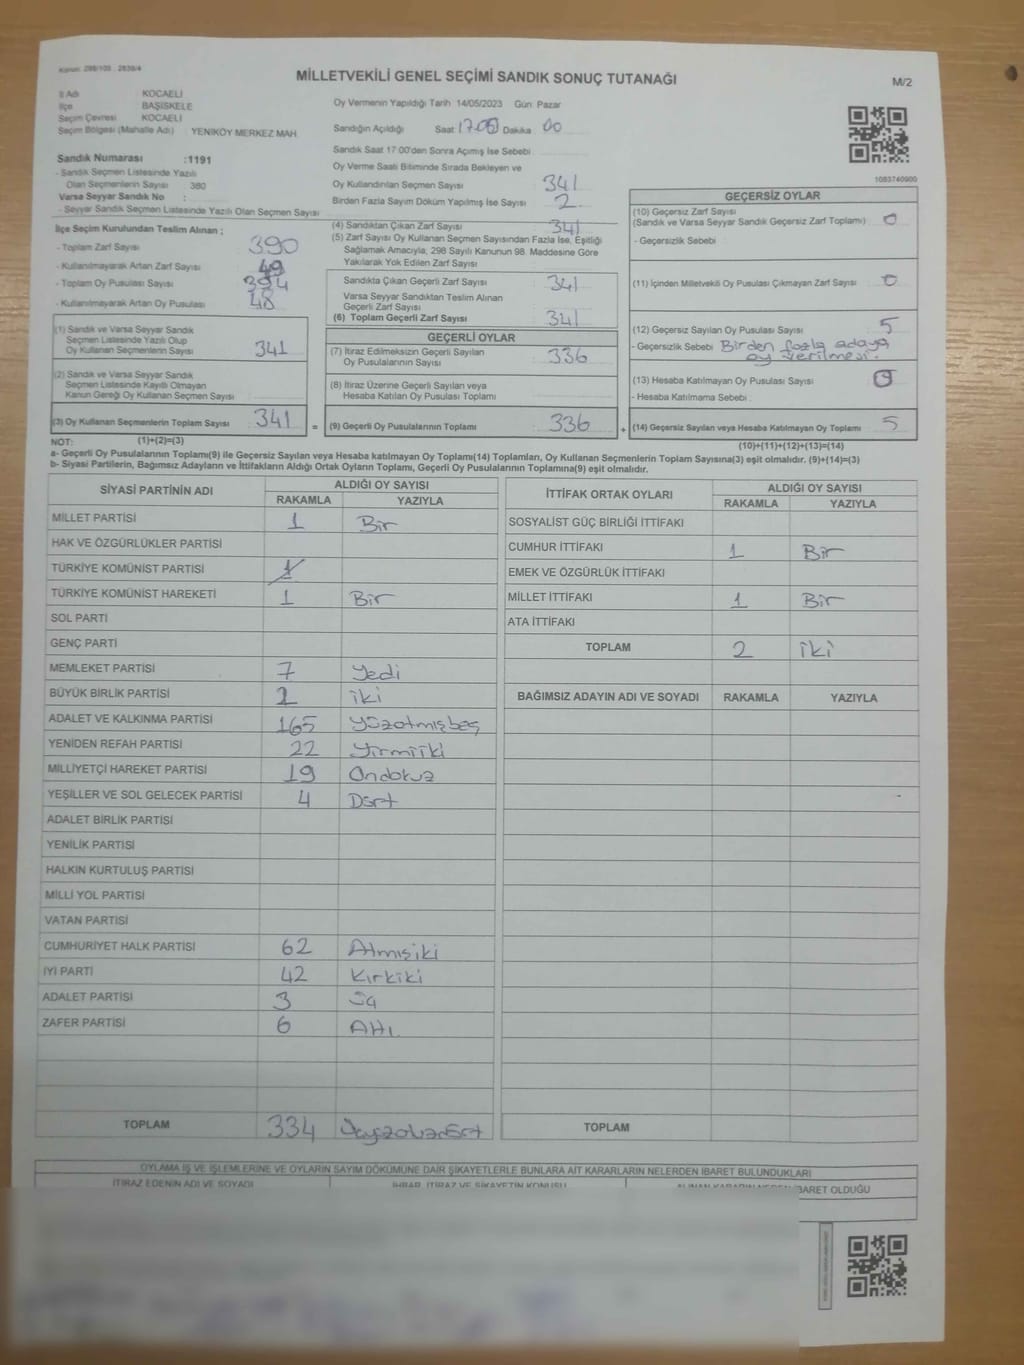 Kanun: 298/105 - 2839/4
MİLLETVEKİLİ GENEL SEÇİMİ SANDIK SONUÇ TUTANAĞI
M/2
İl Adı : KOCAELİ
İlçe : BAŞİSKELE
Seçim Çevresi : KOCAELİ
Seçim Bölgesi (Mahalle Adı) : YENİKÖY MERKEZ MAH.
Sandık Numarası : 1191
- Sandık Seçmen Listesinde Yazılı
Olan Seçmenlerin Sayısı : 380
Varsa Seyyar Sandık No :
- Seyyar Sandık Seçmen Listesinde Yazılı Olan Seçmen Sayısı :
Oy Vermenin Yapıldığı Tarih 14/05/2023 Gün: Pazar
Sandığın Açıldığı Saat 17.05 Dakika 00
Sandık Saat 17:00'den Sonra Açımış İse Sebebi :
Oy Verme Saati Bitiminde Sırada Bekleyen ve
Oy Kullandırılan Seçmen Sayısı : 341
Birden Fazla Sayım Döküm Yapılmış İse Sayısı : 2
1083740900
İlçe Seçim Kurulundan Teslim Alınan ;
- Toplam Zarf Sayısı : 390
- Kullanılmayarak Artan Zarf Sayısı : 49
- Toplam Oy Pusulası Sayısı : 394
- Kullanılmayarak Artan Oy Pusulası : 48
(4) Sandıktan Çıkan Zarf Sayısı : 341
(5) Zarf Sayısı Oy Kullanan Seçmen Sayısından Fazla İse, Eşitliği
Sağlamak Amacıyla, 298 Sayılı Kanunun 98. Maddesine Göre
Yakılarak Yok Edilen Zarf Sayısı :
Sandıkta Çıkan Geçerli Zarf Sayısı : 341
Varsa Seyyar Sandıktan Teslim Alınan
Geçerli Zarf Sayısı :
(6) Toplam Geçerli Zarf Sayısı : 341
GEÇERSİZ OYLAR
(10) Geçersiz Zarf Sayısı
(Sandık ve Varsa Seyyar Sandık Geçersiz Zarf Toplamı) : 0
- Geçersizlik Sebebi :
(11) İçinden Milletvekili Oy Pusulası Çıkmayan Zarf Sayısı : 0
(12) Geçersiz Sayılan Oy Pusulası Sayısı : 5
- Geçersizlik Sebebi : Birden fazla adaya
oy verilmesi.
(13) Hesaba Katılmayan Oy Pusulası Sayısı : 0
- Hesaba Katılmama Sebebi :
(14) Geçersiz Sayılan veya Hesaba Katılmayan Oy Toplamı : 5
(10)+(11)+(12)+(13)=(14)
(1) Sandık ve Varsa Seyyar Sandık
Seçmen Listesinde Yazılı Olup
Oy Kullanan Seçmenlerin Sayısı : 341
(2) Sandık ve Varsa Seyyar Sandık
Seçmen Listesinde Kayıtlı Olmayan
Kanun Gereği Oy Kullanan Seçmen Sayısı :
(3) Oy Kullanan Seçmenlerin Toplam Sayısı : 341
GEÇERLİ OYLAR
(7) İtiraz Edilmeksizin Geçerli Sayılan
Oy Pusulalarının Sayısı : 336
(8) İtiraz Üzerine Geçerli Sayılan veya
Hesaba Katılan Oy Pusulası Toplamı :
= (9) Geçerli Oy Pusulalarının Toplamı : 336 +
NOT: (1)+(2)=(3)
a- Geçerli Oy Pusulasının Toplamı(9) ile Geçersiz Sayılan veya Hesaba katılmayan Oy Toplamı(14) Toplamları, Oy Kullanan Seçmenlerin Toplam Sayısına(3) eşit olmalıdır. (9)+(14)=(3)
b- Siyasi Partilerin, Bağımsız Adayların ve İttifakların Aldığı Ortak Oyların Toplamı, Geçerli Oy Pusulalarının Toplamına(9) eşit olmalıdır.
SİYASİ PARTİNİN ADI ALDIĞI OY SAYISI
RAKAMLA YAZIYLA
MİLLET PARTİSİ 1 Bir
HAK VE ÖZGÜRLÜKLER PARTİSİ
TÜRKİYE KOMÜNİST PARTİSİ 1
TÜRKİYE KOMÜNİST HAREKETİ 1 Bir
SOL PARTİ
GENÇ PARTİ
MEMLEKET PARTİSİ 7 Yedi
BÜYÜK BİRLİK PARTİSİ 2 iki
ADALET VE KALKINMA PARTİSİ 165 Yüzatmışbeş
YENİDEN REFAH PARTİSİ 22 Yirmiiki
MİLLİYETÇİ HAREKET PARTİSİ 19 Ondokuz
YEŞİLLER VE SOL GELECEK PARTİSİ 4 Dört
ADALET BİRLİK PARTİSİ
YENİLİK PARTİSİ
HALKIN KURTULUŞ PARTİSİ
MİLLİ YOL PARTİSİ
VATAN PARTİSİ
CUMHURİYET HALK PARTİSİ 62 Atmışiki
İYİ PARTİ 42 Kırkiki
ADALET PARTİSİ 3 Üç
ZAFER PARTİSİ 6 Altı
TOPLAM 334
İTTİFAK ORTAK OYLARI ALDIĞI OY SAYISI
RAKAMLA YAZIYLA
SOSYALİST GÜÇ BİRLİĞİ İTTİFAKI
CUMHUR İTTİFAKI 1 Bir
EMEK VE ÖZGÜRLÜK İTTİFAKI
MİLLET İTTİFAKI 1 Bir
ATA İTTİFAKI
TOPLAM 2 iki
BAĞIMSIZ ADAYIN ADI VE SOYADI RAKAMLA YAZIYLA
TOPLAM
OYLAMA İŞ VE İŞLEMLERİNE VE OYLARIN SAYIM DÖKÜMÜNE DAİR ŞİKAYETLERLE BUNLARA AİT KARARLARIN NELERDEN İBARET BULUNDUKLARI
İTİRAZ EDENİN ADI VE SOYADI İHBAR, İTİRAZ VE ŞİKAYETİN KONUSU ALINAN KARARIN NEDEN İBARET OLDUĞU